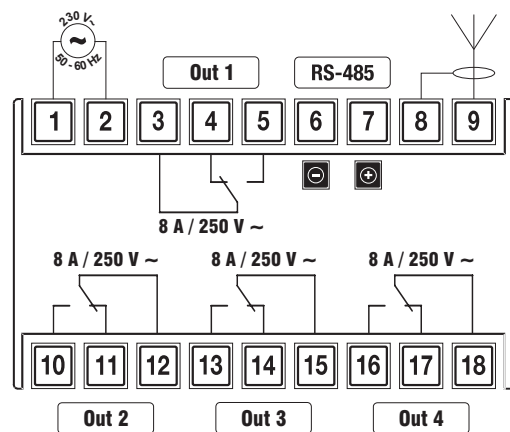 230 V~
50 - 60 Hz
Out 1
RS-485
1 2 3 4 5 6 7 8 9
8 A / 250 V ~
8 A / 250 V ~ 8 A / 250 V ~ 8 A / 250 V ~
10 11 12 13 14 15 16 17 18
Out 2 Out 3 Out 4